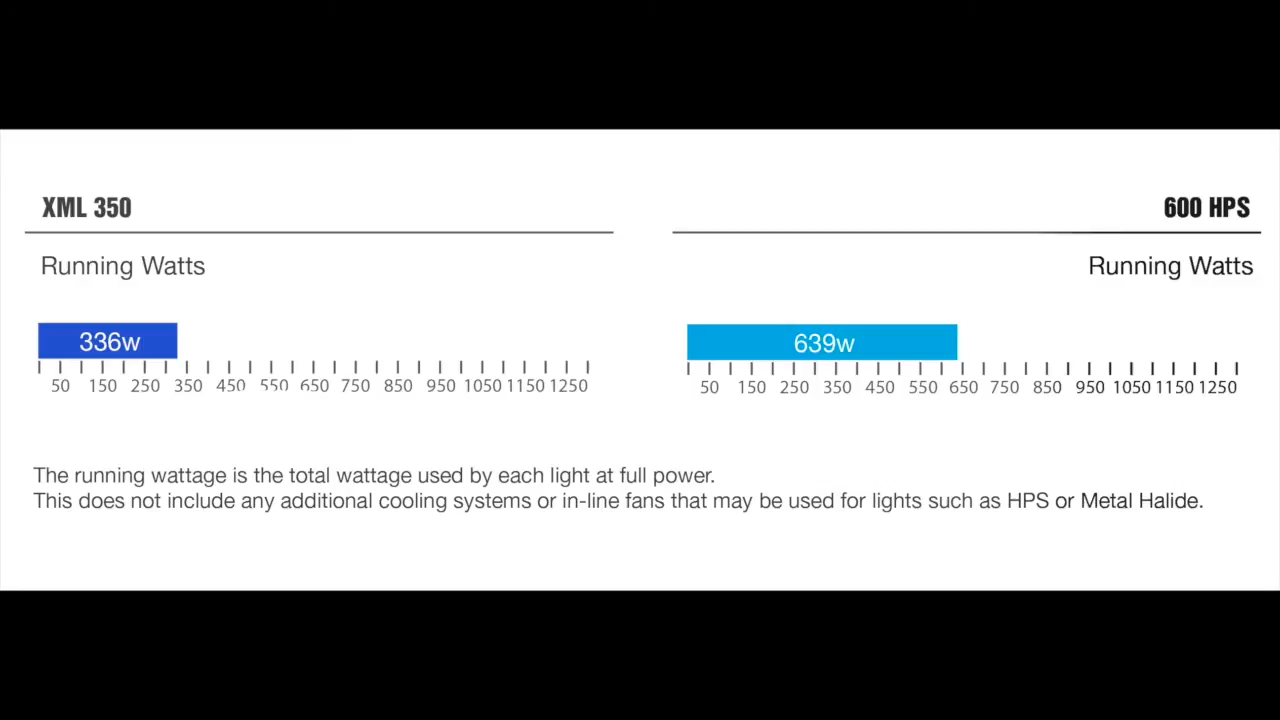 XML 350
600 HPS
Running Watts
Running Watts
336w
639w
50 150 250 350 450 550 650 750 850 950 1050 1150 1250
50 150 250 350 450 550 650 750 850 950 1050 1150 1250
The running wattage is the total wattage used by each light at full power.
This does not include any additional cooling systems or in-line fans that may be used for lights such as HPS or Metal Halide.